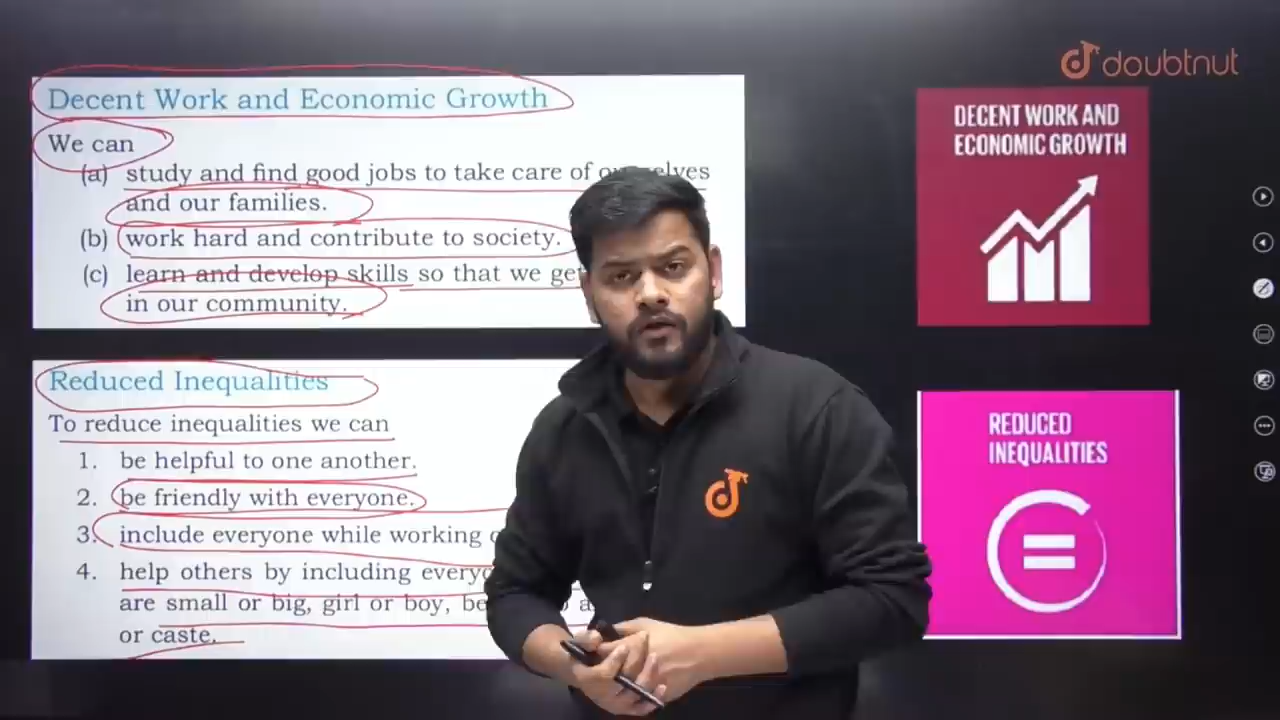 doubtnut
Decent Work and Economic Growth
We can
(a) study and find good jobs to take care of
and our families.
(b) work hard and contribute to society.
(c) learn and develop skills so that we get
in our community.
Reduced Inequalities
To reduce inequalities we can
1. be helpful to one another.
2. be friendly with everyone.
3. include everyone while working
4. help others by including
are small or big, girl or boy,
or caste.
DECENT WORK AND
ECONOMIC GROWTH
REDUCED
INEQUALITIES